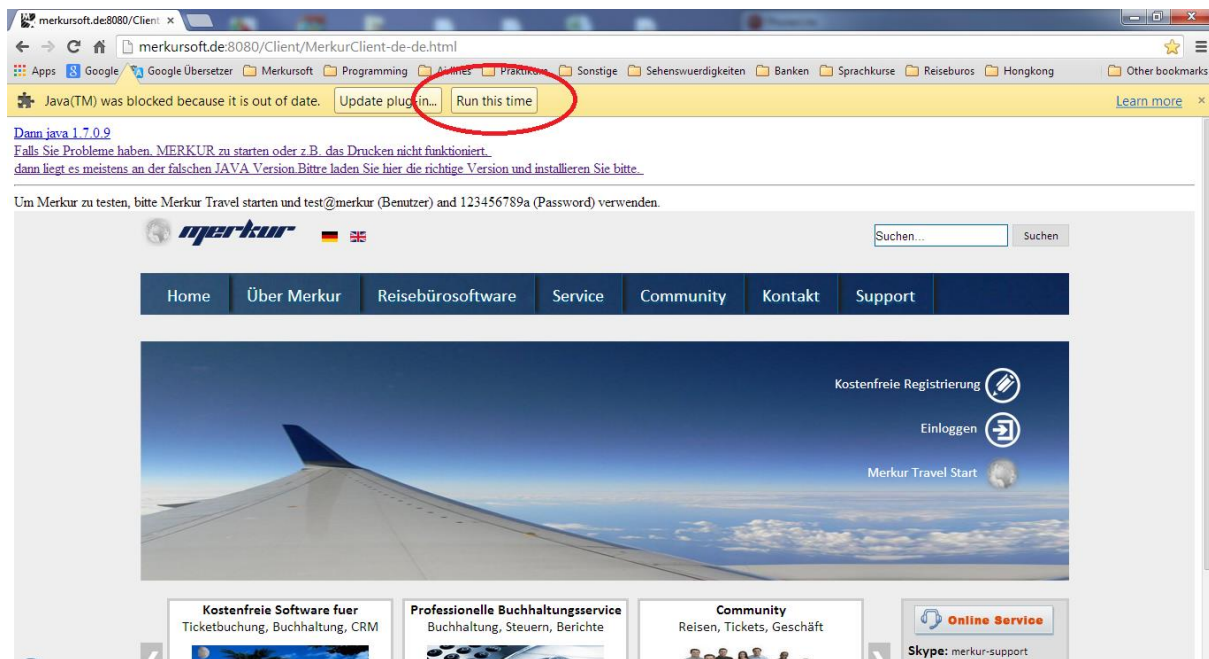 merkursoft.de:8080/Client ×
merkursoft.de:8080/Client/MerkurClient-de-de.html
Apps Google Google Übersetzer Merkursoft Programming Airlines Praktikum Sonstige Sehenswuerdigkeiten Banken Sprachkurse Reiseburos Hongkong Other bookmarks
Java(TM) was blocked because it is out of date. Update plug-in... Run this time Learn more ×
Dann java 1.7.0.9
Falls Sie Probleme haben, MERKUR zu starten oder z.B. das Drucken nicht funktioniert,
dann liegt es meistens an der falschen JAVA Version.Bittre laden Sie hier die richtige Version und installieren Sie bitte.
Um Merkur zu testen, bitte Merkur Travel starten und test@merkur (Benutzer) and 123456789a (Password) verwenden.
merkur Suchen... Suchen
Home Über Merkur Reisebürosoftware Service Community Kontakt Support
Kostenfreie Registrierung
Einloggen
Merkur Travel Start
Kostenfreie Software fuer Professionelle Buchhaltungsservice Community
Ticketbuchung, Buchhaltung, CRM Buchhaltung, Steuern, Berichte Reisen, Tickets, Geschäft
Online Service
Skype: merkur-support